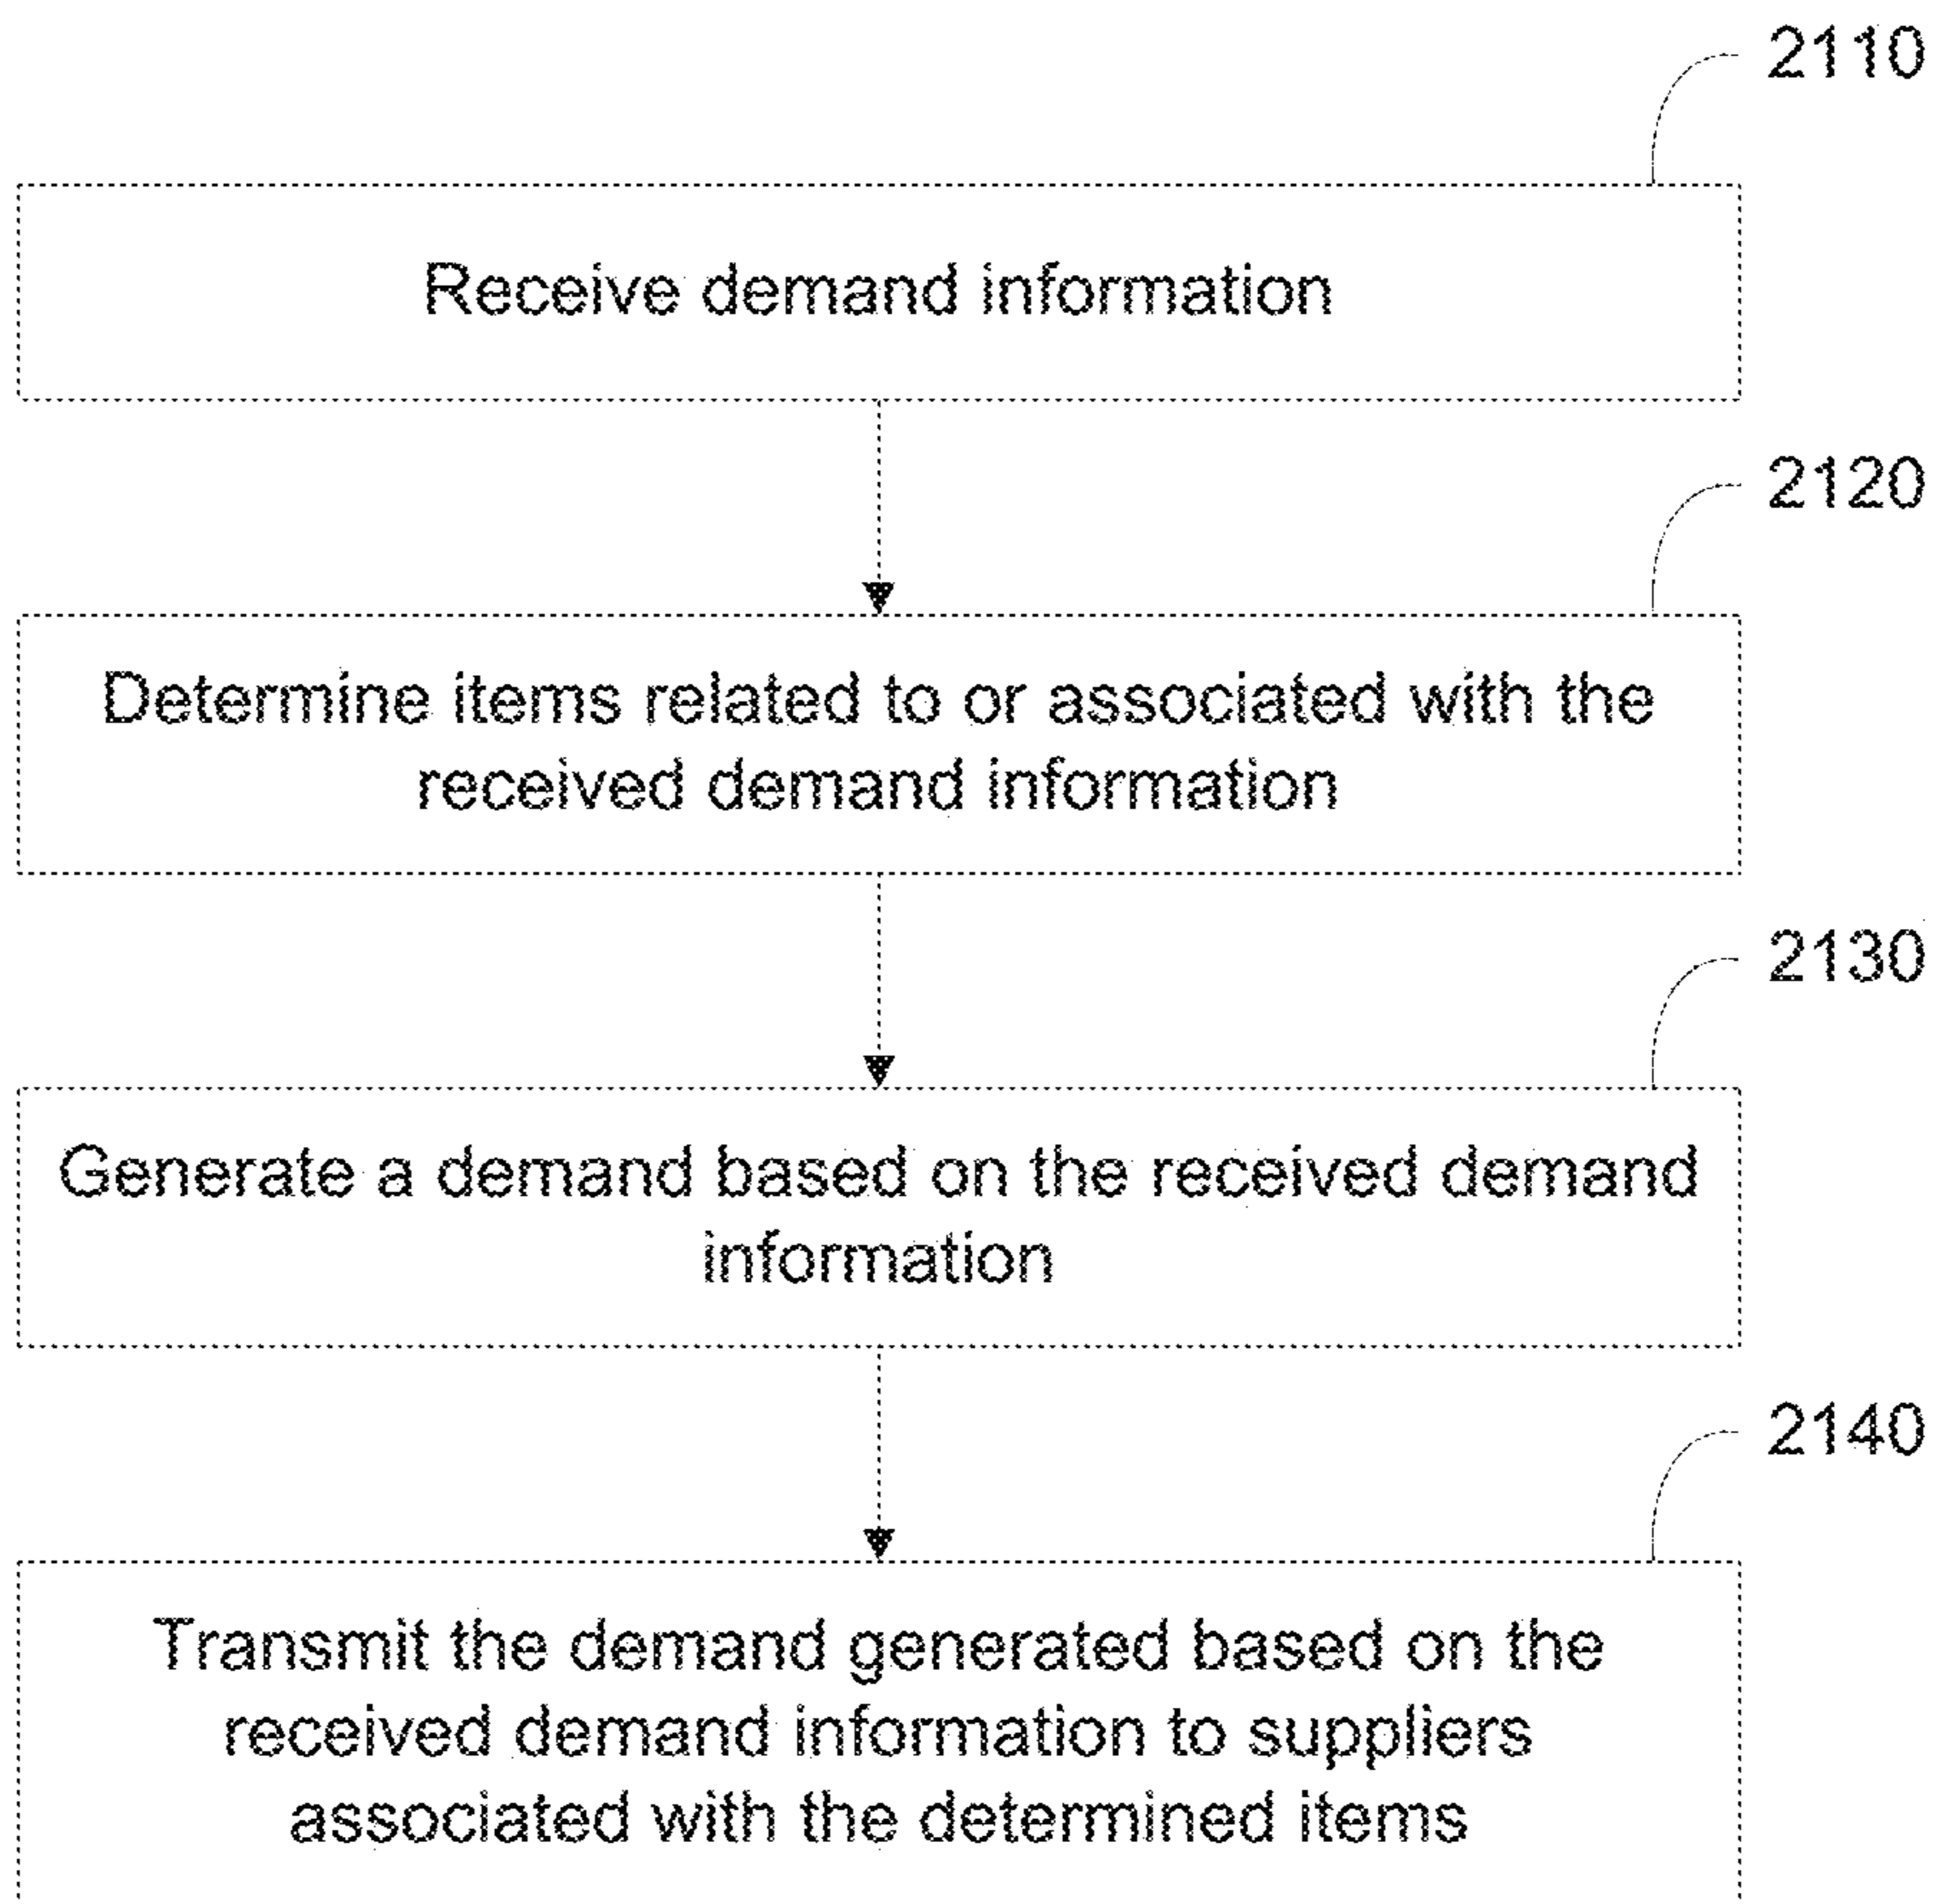 2110
Receive demand information
2120
Determine items related to or associated with the
received demand information
2130
Generate a demand based on the received demand
information
2140
Transmit the demand generated based on the
received demand information to suppliers
associated with the determined items